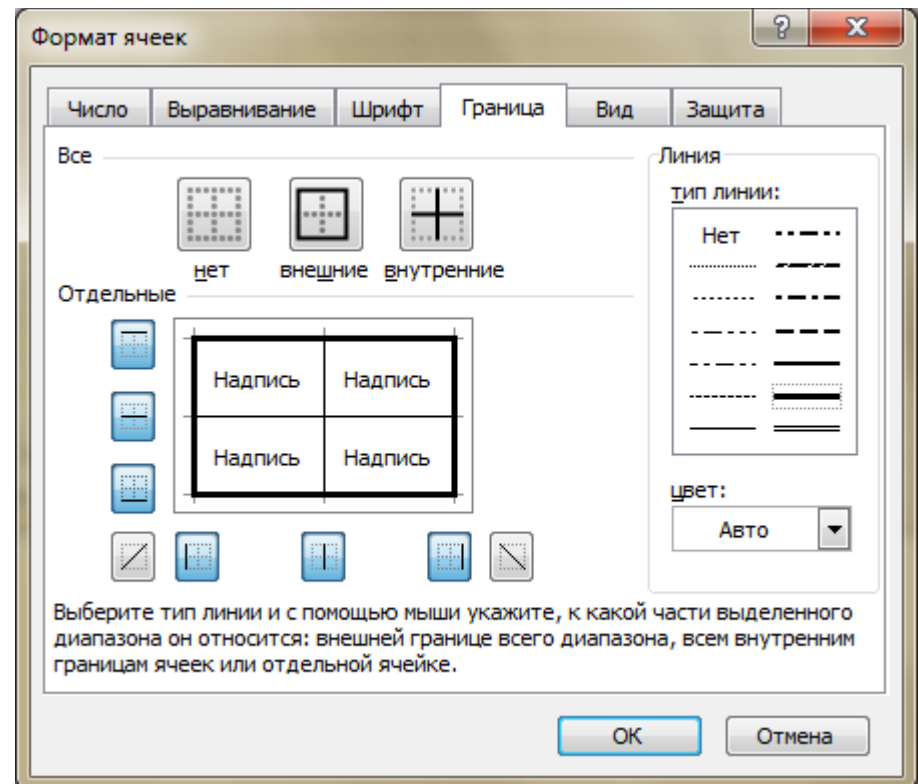 Формат ячеек
Число Выравнивание Шрифт Граница Вид Защита
Все
нет внешние внутренние
Отдельные
Надпись Надпись
Надпись Надпись
Линия
тип линии:
Нет
цвет:
Авто
Выберите тип линии и с помощью мыши укажите, к какой части выделенного
диапазона он относится: внешней границе всего диапазона, всем внутренним
границам ячеек или отдельной ячейке.
ОК Отмена